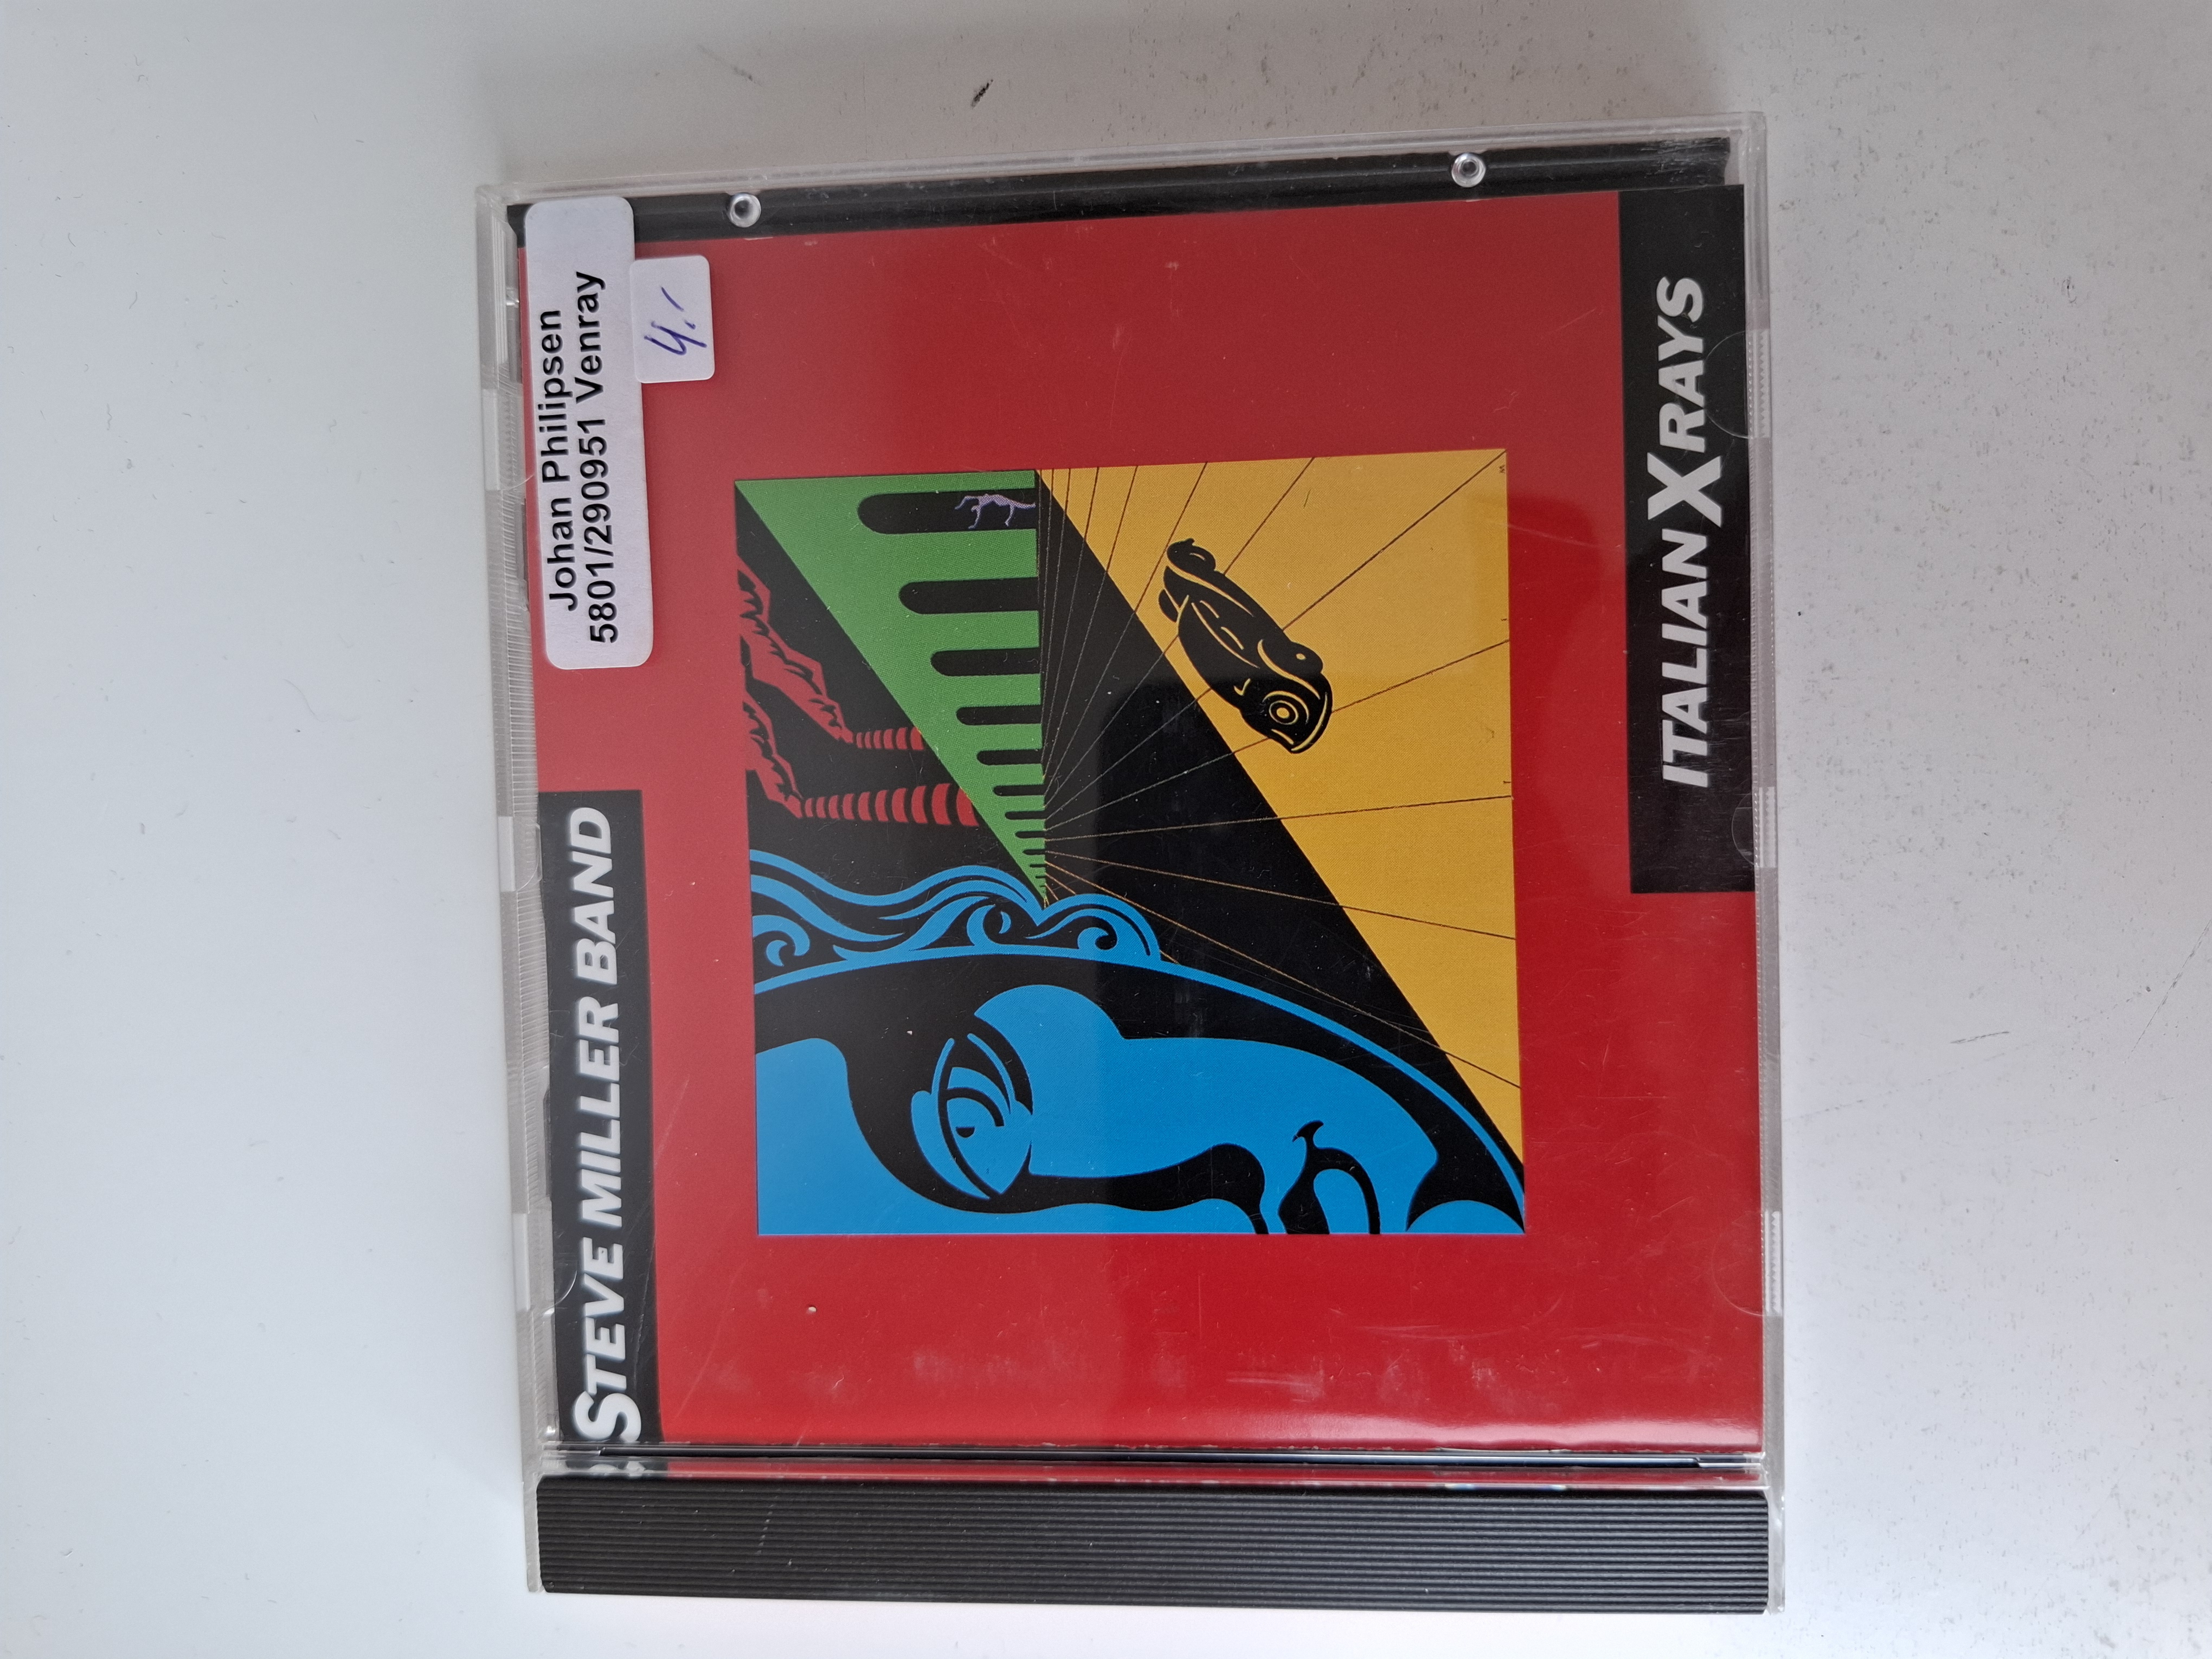 Johan Philipsen
5801/290951 Venray
4,-
STEVE MILLER BAND
ITALIAN X RAYS